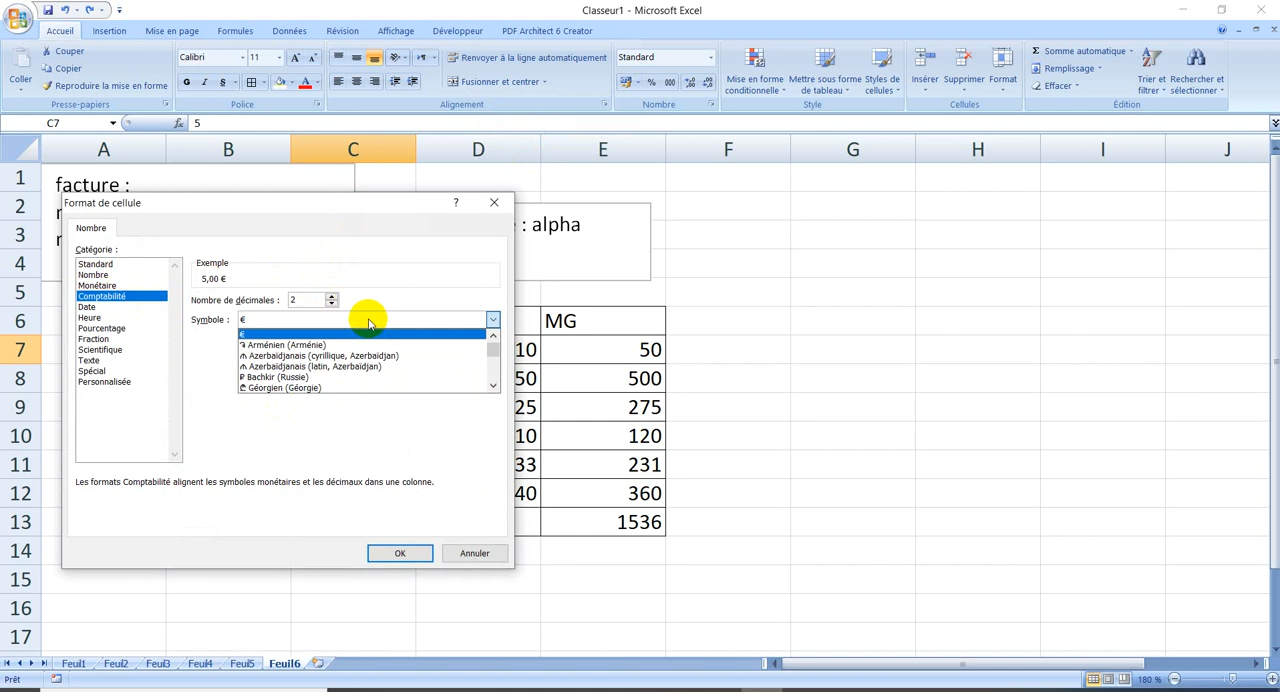 Classeur1 - Microsoft Excel
Accueil Insertion Mise en page Formules Données Révision Affichage Développeur PDF Architect 6 Creator
Coller
Couper
Copier
Reproduire la mise en forme
Presse-papiers
Calibri 11
G I S
Police
Renvoyer à la ligne automatiquement
Fusionner et centrer
Alignement
Standard
% 000
Nombre
Mise en forme conditionnelle
Mettre sous forme de tableau
Styles de cellules
Style
Insérer Supprimer Format
Cellules
Somme automatique
Remplissage
Effacer
Trier et filtrer
Rechercher et sélectionner
Édition
C7 fx 5
A B C D E F G H I J
1 facture :
2
3 : alpha
4
5
6 MG
7 10 50
8 50 500
9 25 275
10 10 120
11 33 231
12 40 360
13 1536
14
15
16
17
Format de cellule ?
Nombre
Catégorie :
Standard
Nombre
Monétaire
Comptabilité
Date
Heure
Pourcentage
Fraction
Scientifique
Texte
Spécial
Personnalisée
Exemple
5,00 €
Nombre de décimales : 2
Symbole : €
€
Arménien (Arménie)
Azerbaïdjanais (cyrillique, Azerbaïdjan)
Azerbaïdjanais (latin, Azerbaïdjan)
₽ Bachkir (Russie)
₾ Géorgien (Géorgie)
Les formats Comptabilité alignent les symboles monétaires et les décimaux dans une colonne.
OK Annuler
Feuil1 Feuil2 Feuil3 Feuil4 Feuil5 Feuil6
Prêt 180 %